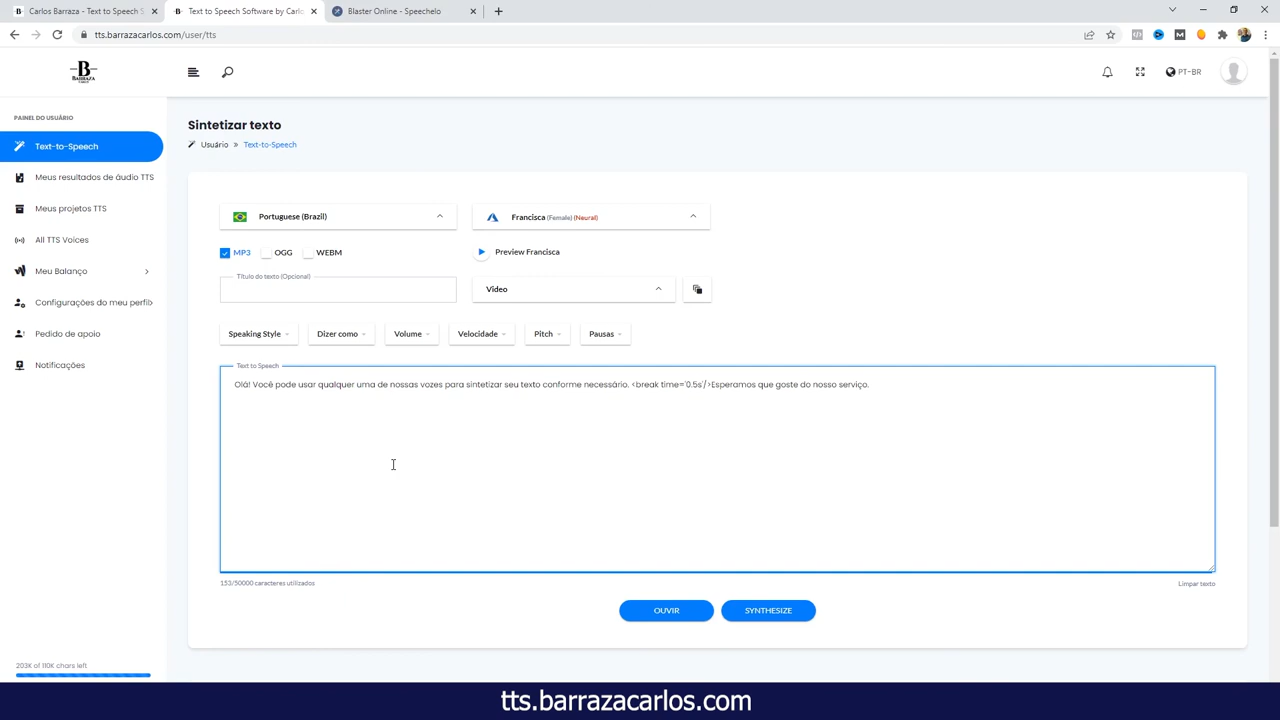 Carlos Barraza - Text to Speech S
Text to Speech Software by Carlo
Blaster Online - Speechelo
tts.barrazacarlos.com/user/tts
B
BARRAZA
CARLOS
PT-BR
PAINEL DO USUÁRIO
Text-to-Speech
Meus resultados de áudio TTS
Meus projetos TTS
All TTS Voices
Meu Balanço
Configurações do meu perfil
Pedido de apoio
Notificações
203K of 110K chars left
Sintetizar texto
Usuário » Text-to-Speech
Portuguese (Brazil)
Francisca (Female) (Neural)
MP3 OGG WEBM
Preview Francisca
Título do texto (Opcional)
Video
Speaking Style Dizer como Volume Velocidade Pitch Pausas
Text to Speech
Olá! Você pode usar qualquer uma de nossas vozes para sintetizar seu texto conforme necessário. <break time='0.5s'/>Esperamos que goste do nosso serviço.
153/50000 caracteres utilizados
Limpar texto
OUVIR SYNTHESIZE
tts.barrazacarlos.com